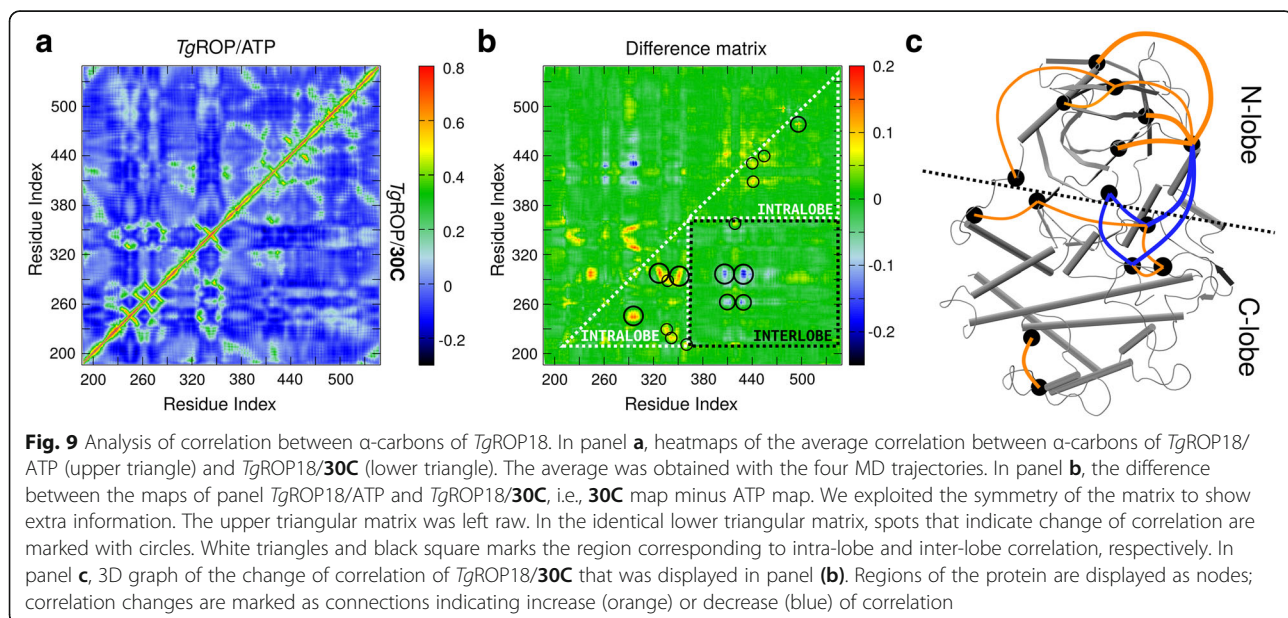 a
TgROP/ATP
500
440
380
320
260
200
Residue Index
200 260 320 380 440 500
Residue Index
TgROP/30C
0.8
0.6
0.4
0.2
0
-0.2
b
Difference matrix
500
440
380
320
260
200
Residue Index
INTRALOBE
INTRALOBE
INTERLOBE
200 260 320 380 440 500
Residue Index
0.2
0.1
0
-0.1
-0.2
c
N-lobe
C-lobe
Fig. 9 Analysis of correlation between α-carbons of TgROP18. In panel a, heatmaps of the average correlation between α-carbons of TgROP18/
ATP (upper triangle) and TgROP18/30C (lower triangle). The average was obtained with the four MD trajectories. In panel b, the difference
between the maps of panel TgROP18/ATP and TgROP18/30C, i.e., 30C map minus ATP map. We exploited the symmetry of the matrix to show
extra information. The upper triangular matrix was left raw. In the identical lower triangular matrix, spots that indicate change of correlation are
marked with circles. White triangles and black square marks the region corresponding to intra-lobe and inter-lobe correlation, respectively. In
panel c, 3D graph of the change of correlation of TgROP18/30C that was displayed in panel (b). Regions of the protein are displayed as nodes;
correlation changes are marked as connections indicating increase (orange) or decrease (blue) of correlation